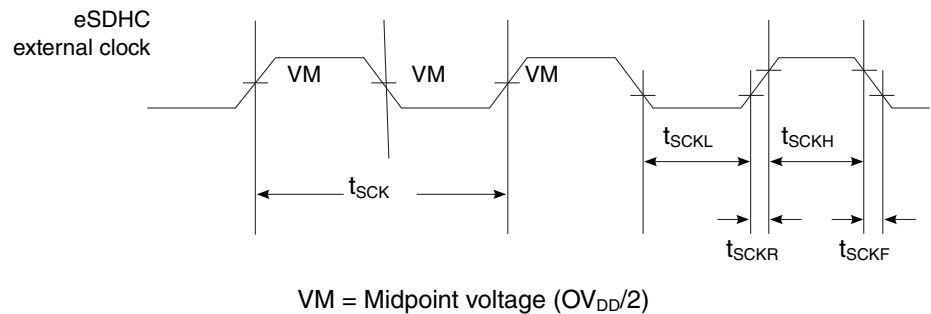 eSDHC
external clock
VM
VM
VM
tSCKL
tSCKH
tSCK
tSCKR
tSCKF
VM = Midpoint voltage (OVDD/2)